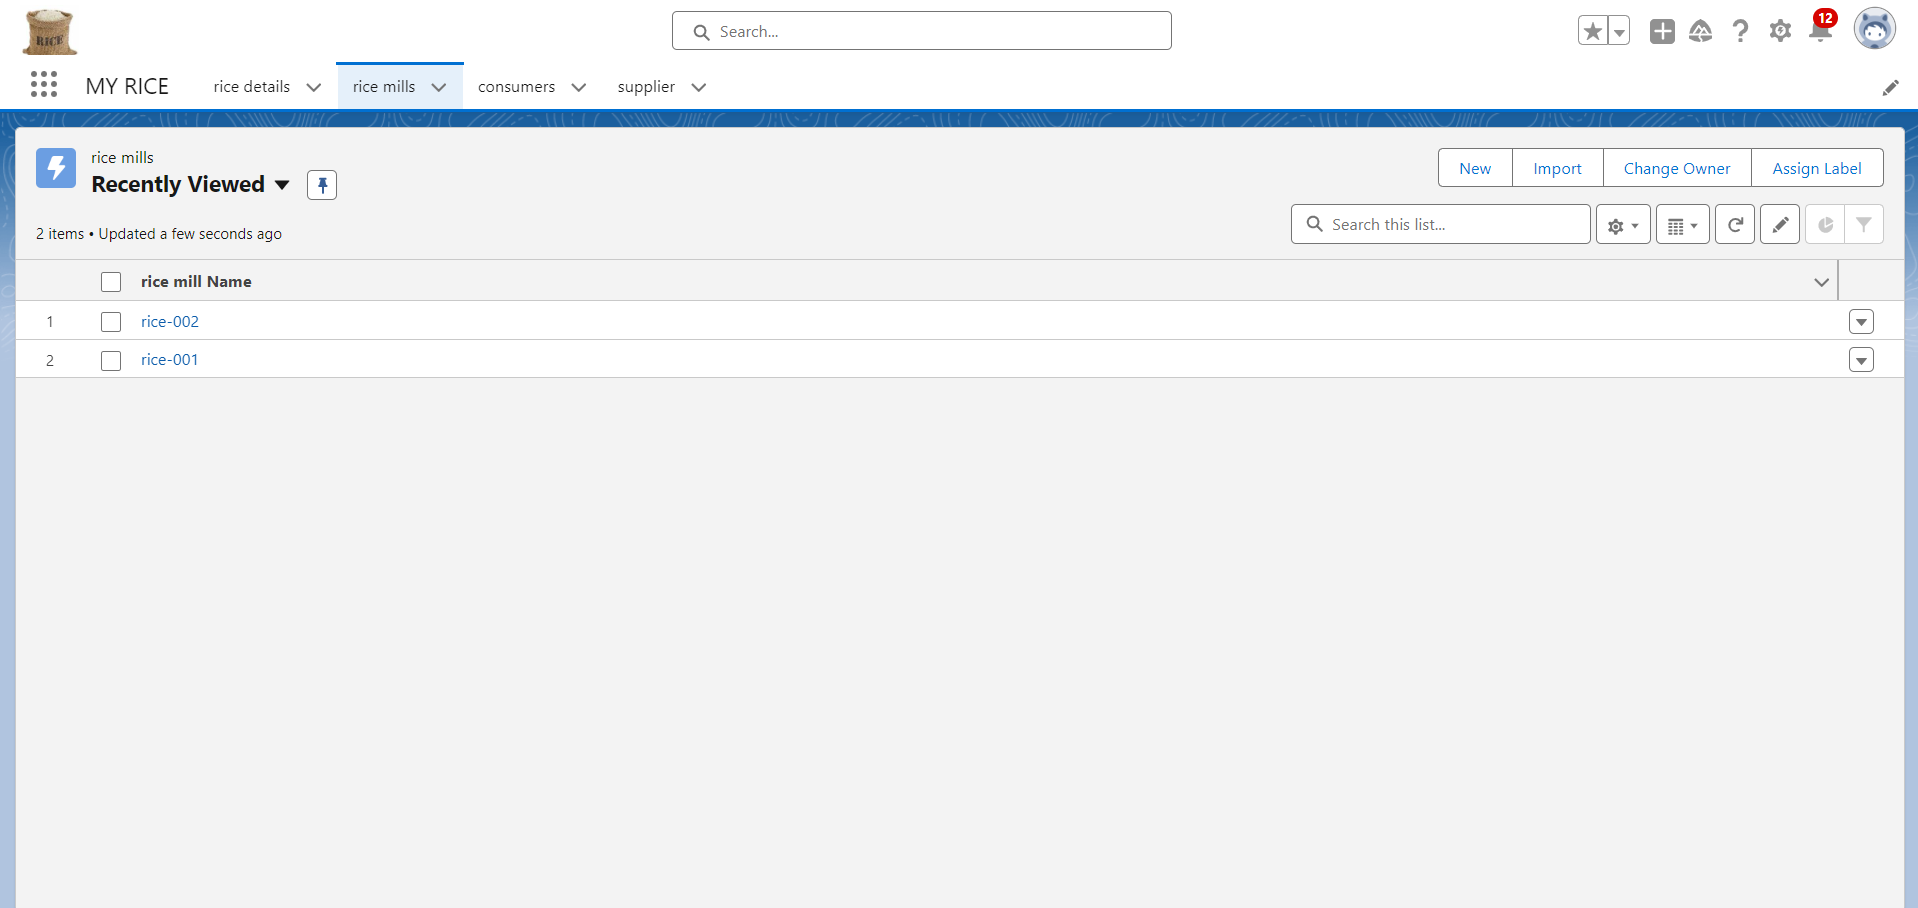 RICE
Search...
12
MY RICE
rice details
rice mills
consumers
supplier
rice mills
Recently Viewed
New
Import
Change Owner
Assign Label
2 items • Updated a few seconds ago
Search this list...
rice mill Name
1
rice-002
2
rice-001